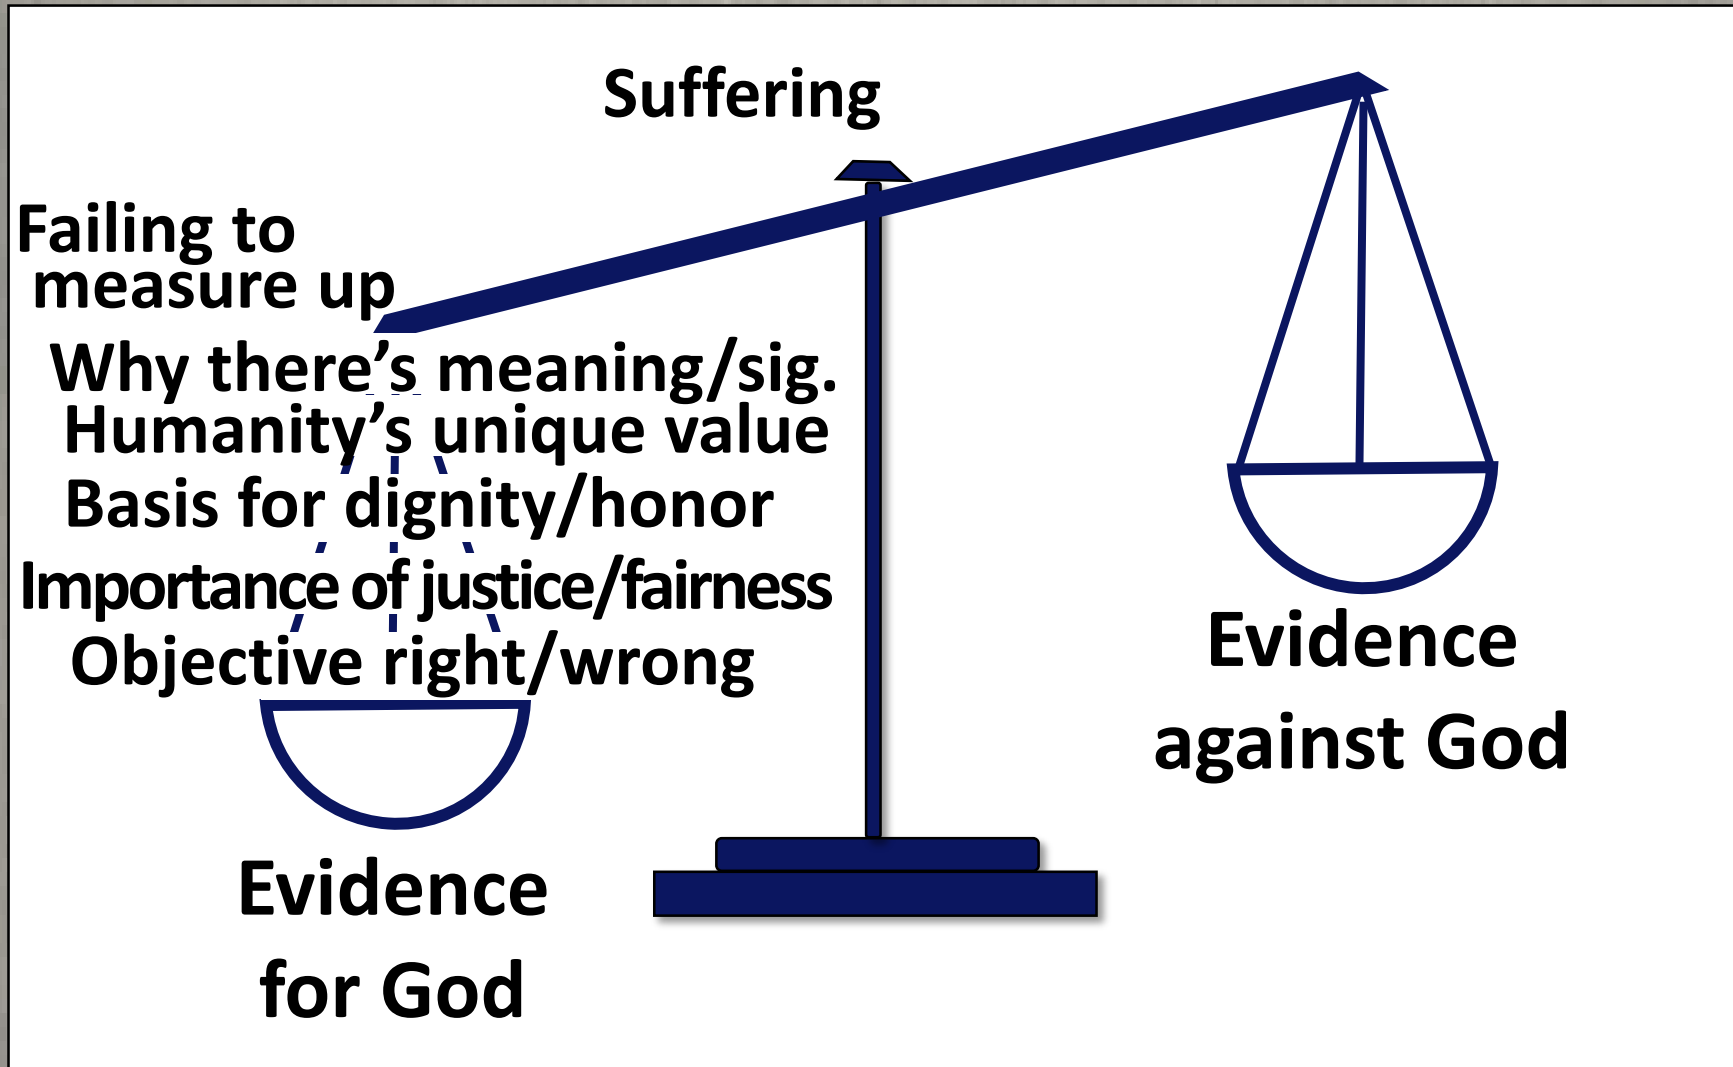 Suffering
Failing to
measure up
Why there’s meaning/sig.
Humanity’s unique value
Basis for dignity/honor
Importance of justice/fairness
Objective right/wrong
Evidence
for God
Evidence
against God